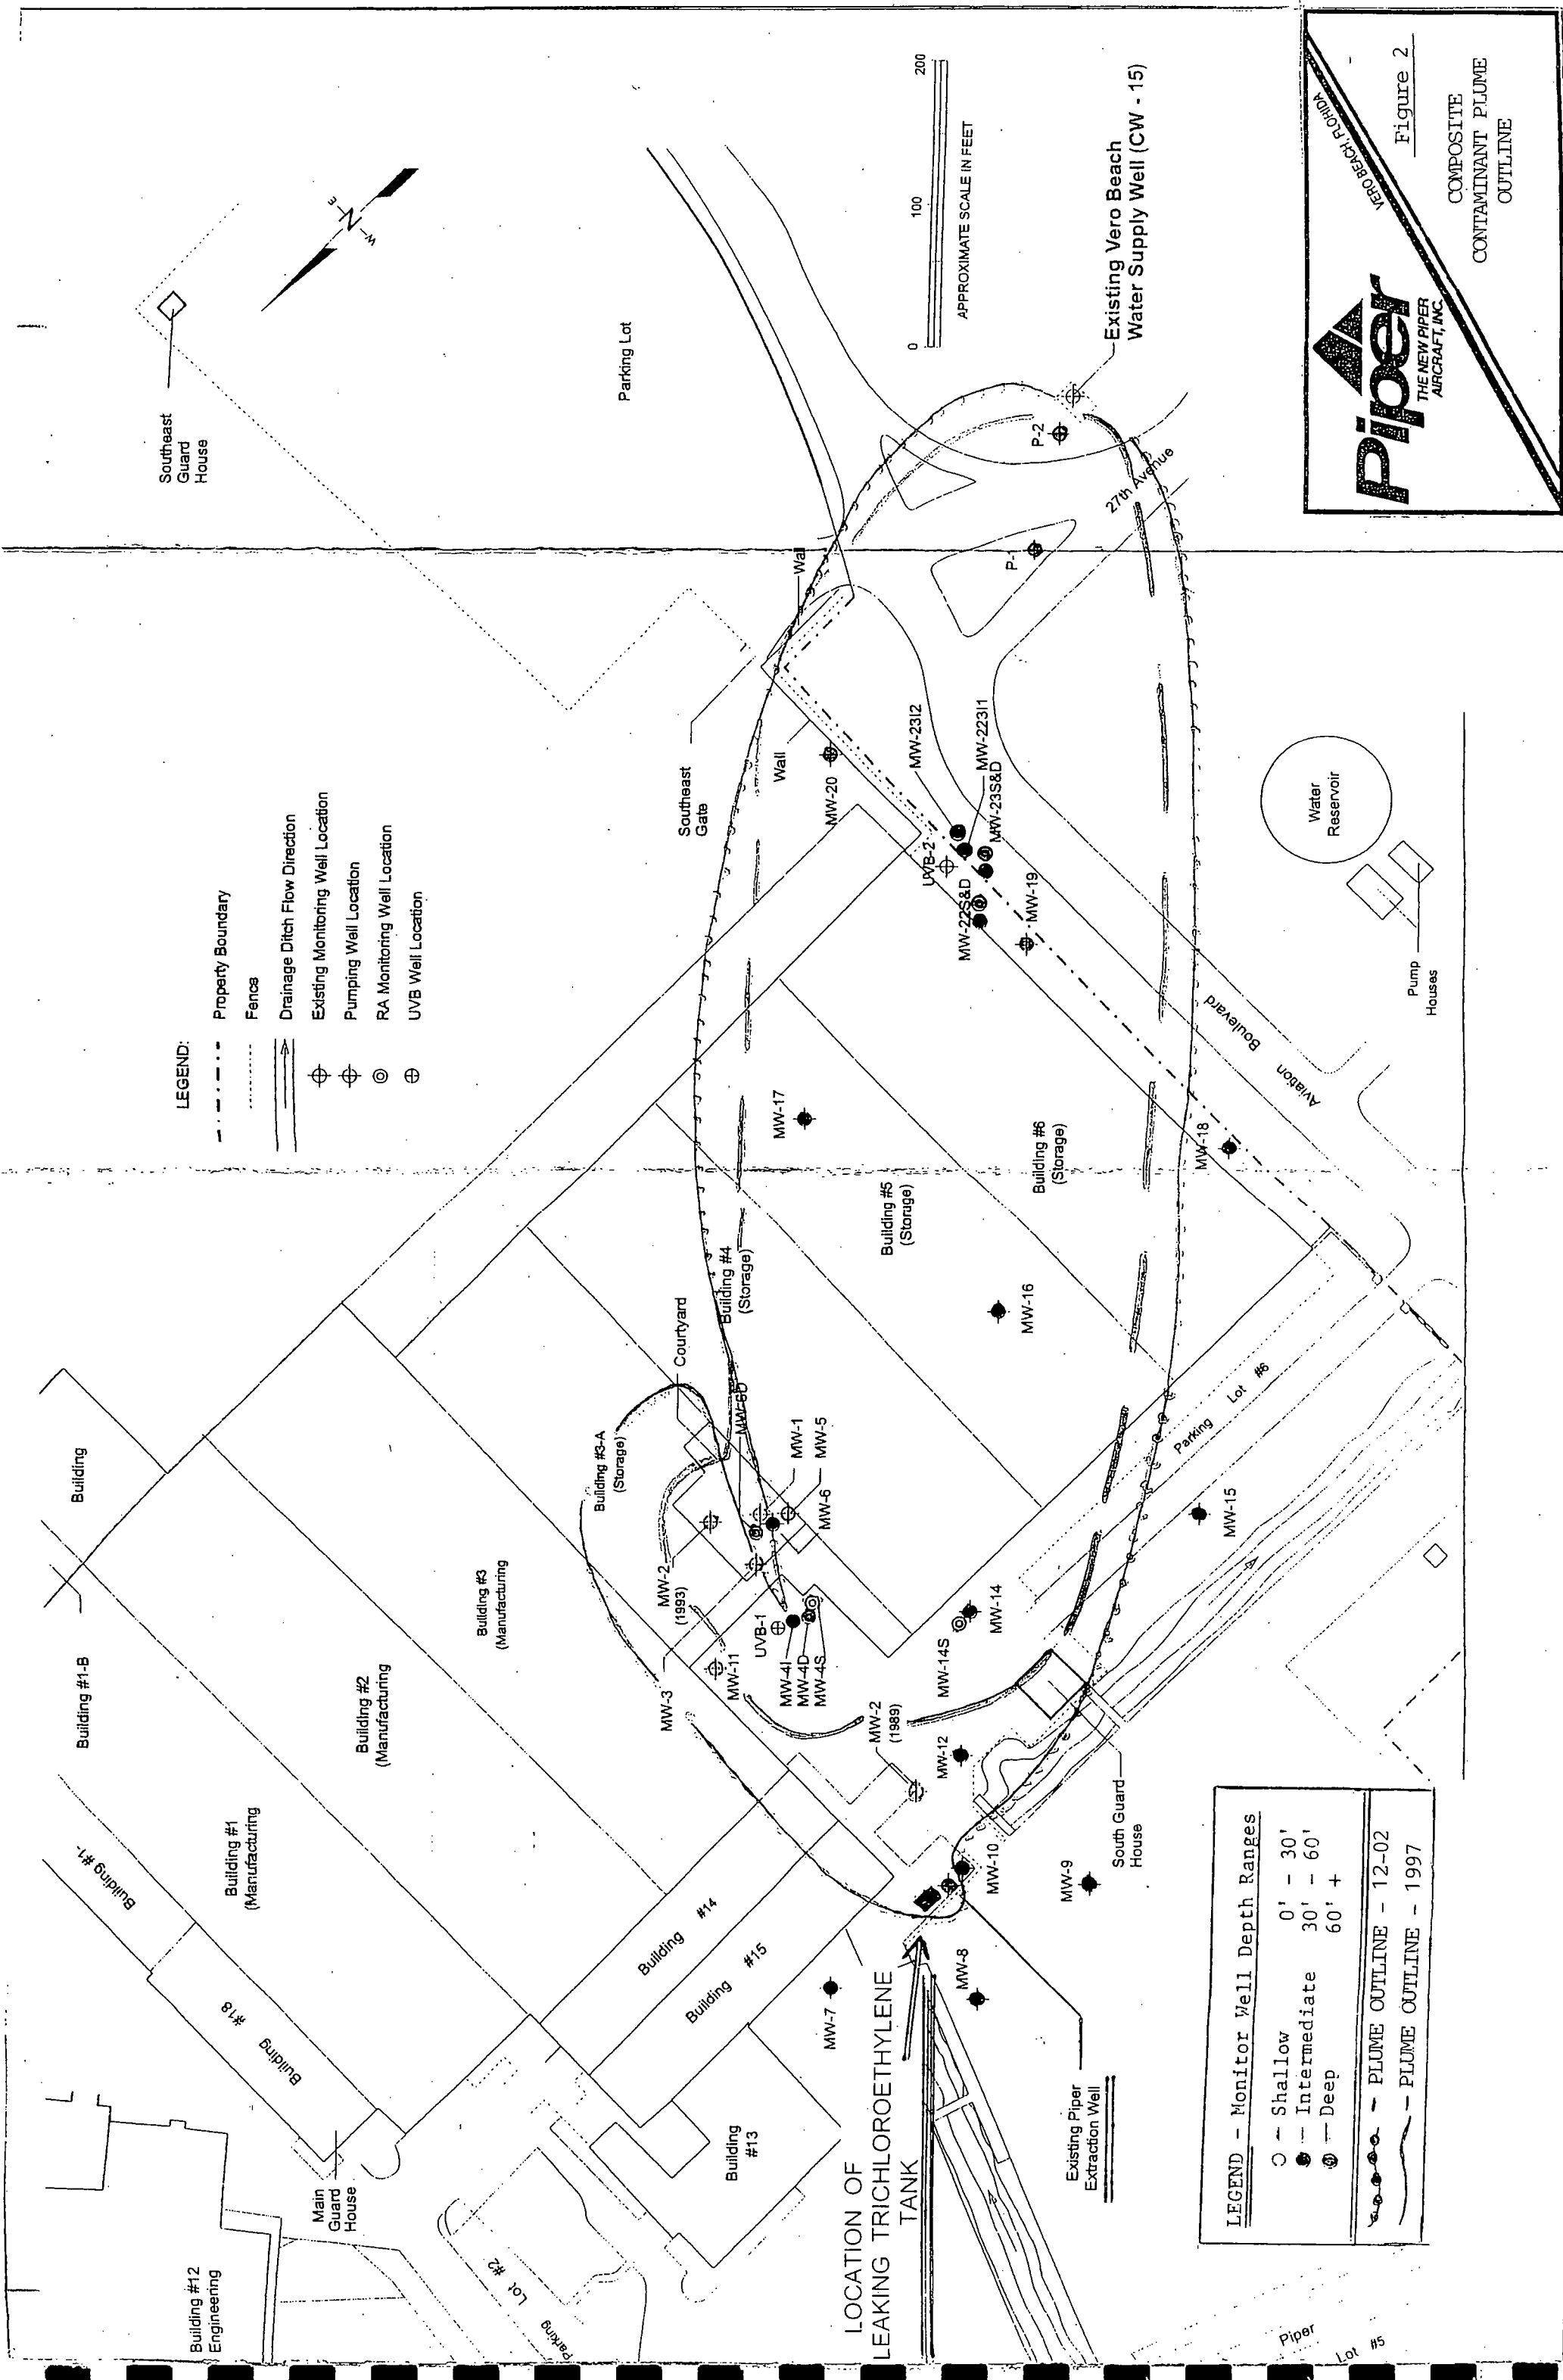 Southeast
Guard
House
Parking Lot
N
E
W
0
100
200
APPROXIMATE SCALE IN FEET
Existing Vero Beach
Water Supply Well (CW - 15)
Piper
THE NEW PIPER
AIRCRAFT, INC.
VERO BEACH, FLORIDA
Figure 2
COMPOSITE
CONTAMINANT PLUME
OUTLINE
LEGEND:
Property Boundary
Fence
Drainage Ditch Flow Direction
Existing Monitoring Well Location
Pumping Well Location
RA Monitoring Well Location
UVB Well Location
Southeast
Gate
Wall
Wall
MW-20
P-2
P-
27th Avenue
MW-23I2
MW-223I1
MW-23S&D
UVB-2
MW-22S&D
MW-19
Water
Reservoir
Pump
Houses
Aviation
Boulevard
MW-17
MW-18
Building #6
(Storage)
Building #5
(Storage)
Building #4
(Storage)
MW-16
Courtyard
MW-6D
MW-1
MW-5
MW-6
Building #3-A
(Storage)
MW-2
(1993)
UVB-1
MW-4I
MW-4D
MW-4S
MW-3
MW-11
MW-2
(1989)
MW-14S
MW-14
MW-15
Parking Lot #6
MW-12
MW-10
MW-9
MW-8
MW-7
South Guard
House
Building
Building #1-B
Building #3
(Manufacturing)
Building #2
(Manufacturing)
Building #1
(Manufacturing
Building #1-
Building #18
Building #14
Building #15
Building
#13
Main
Guard
House
Building #12
Engineering
Parking Lot #2
LOCATION OF
LEAKING TRICHLOROETHYLENE
TANK
Existing Piper
Extraction Well
Piper
Lot #5
LEGEND - Monitor Well Depth Ranges
- Shallow 0' - 30'
- Intermediate 30' - 60'
- Deep 60' +
- PLUME OUTLINE - 12-02
- PLUME OUTLINE - 1997